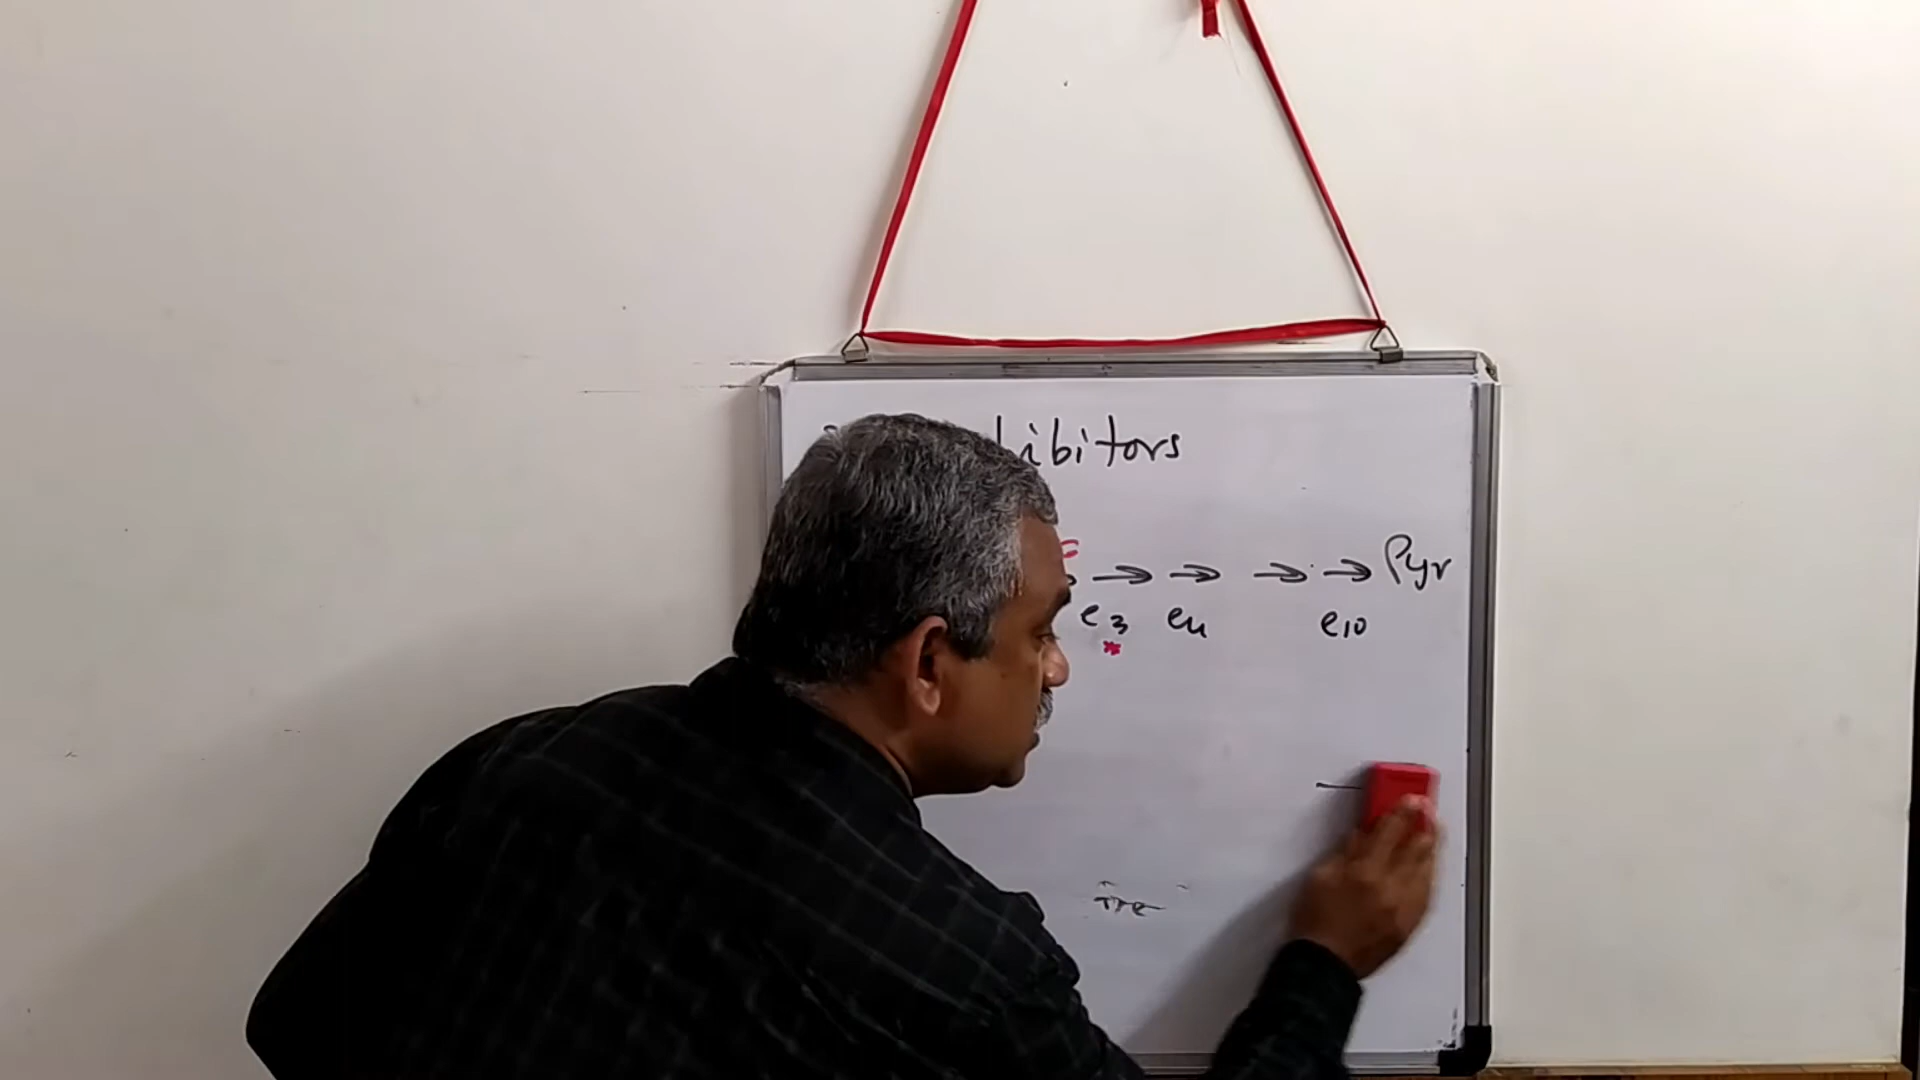 hibitors
→ → → → Pyr
e3 e4 e10
*